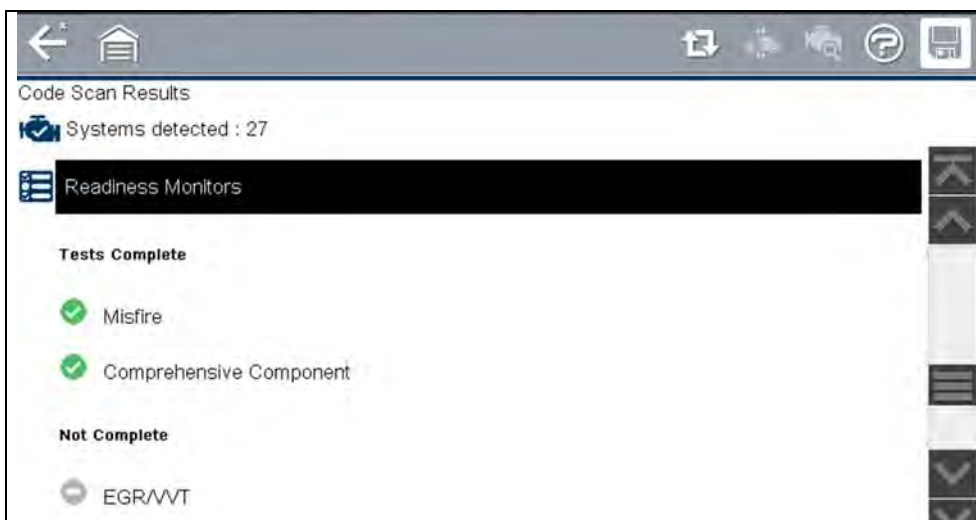 Code Scan Results
Systems detected : 27
Readiness Monitors
Tests Complete
Misfire
Comprehensive Component
Not Complete
EGR/VVT